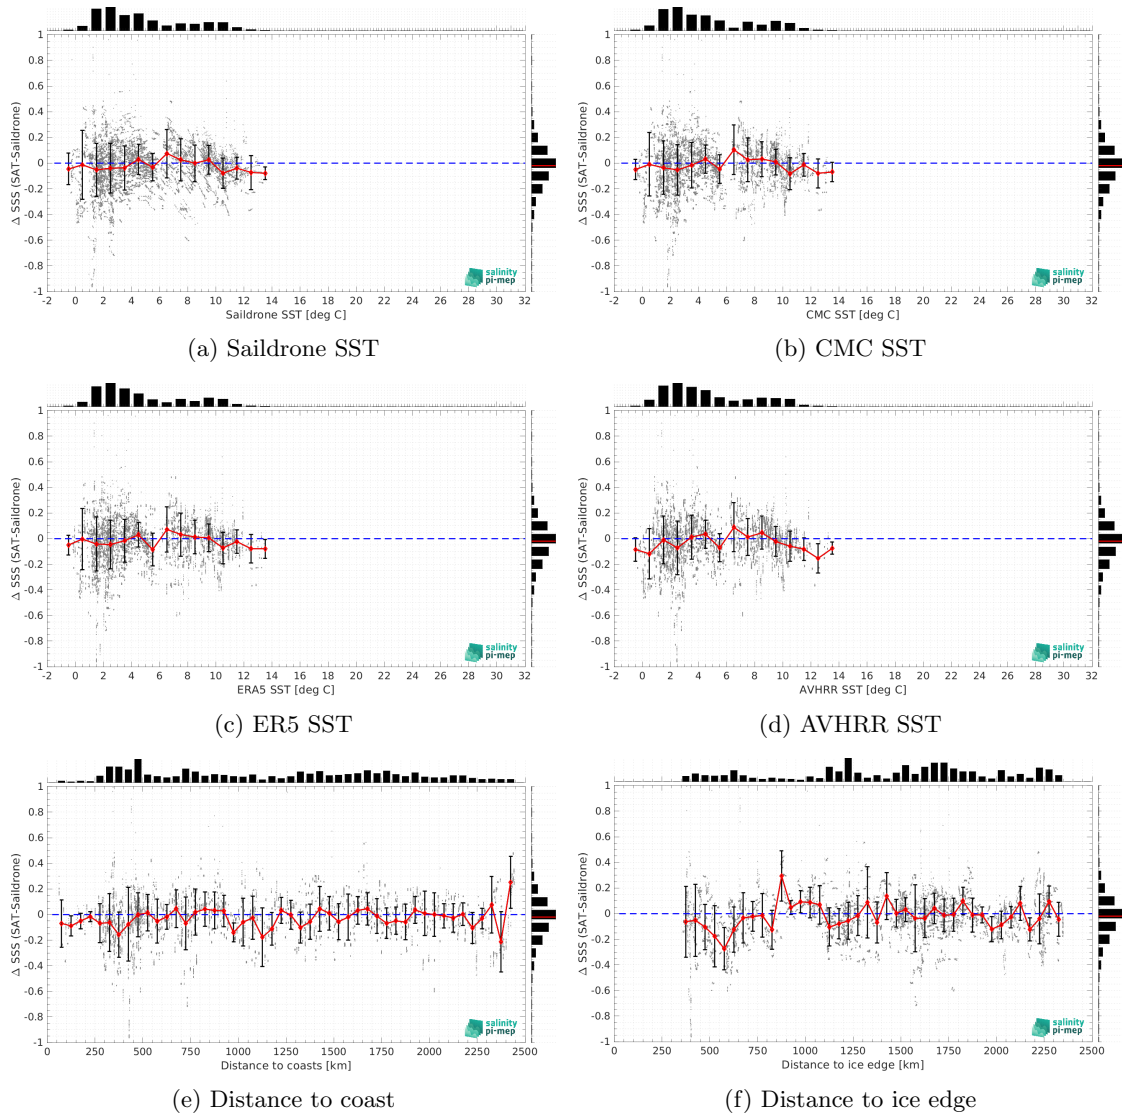 1
0.8
0.6
0.4
0.2
0
-0.2
-0.4
-0.6
-0.8
-1
Δ SSS (SAT-Saildrone)
salinity
pi-mep
-2 0 2 4 6 8 10 12 14 16 18 20 22 24 26 28 30 32
Saildrone SST [deg C]
(a) Saildrone SST
1
0.8
0.6
0.4
0.2
0
-0.2
-0.4
-0.6
-0.8
-1
Δ SSS (SAT-Saildrone)
salinity
pi-mep
-2 0 2 4 6 8 10 12 14 16 18 20 22 24 26 28 30 32
CMC SST [deg C]
(b) CMC SST
1
0.8
0.6
0.4
0.2
0
-0.2
-0.4
-0.6
-0.8
-1
Δ SSS (SAT-Saildrone)
salinity
pi-mep
-2 0 2 4 6 8 10 12 14 16 18 20 22 24 26 28 30 32
ERA5 SST [deg C]
(c) ER5 SST
1
0.8
0.6
0.4
0.2
0
-0.2
-0.4
-0.6
-0.8
-1
Δ SSS (SAT-Saildrone)
salinity
pi-mep
-2 0 2 4 6 8 10 12 14 16 18 20 22 24 26 28 30 32
AVHRR SST [deg C]
(d) AVHRR SST
1
0.8
0.6
0.4
0.2
0
-0.2
-0.4
-0.6
-0.8
-1
Δ SSS (SAT-Saildrone)
salinity
pi-mep
0 250 500 750 1000 1250 1500 1750 2000 2250 2500
Distance to coasts [km]
(e) Distance to coast
1
0.8
0.6
0.4
0.2
0
-0.2
-0.4
-0.6
-0.8
-1
Δ SSS (SAT-Saildrone)
salinity
pi-mep
0 250 500 750 1000 1250 1500 1750 2000 2250 2500
Distance to ice edge [km]
(f) Distance to ice edge